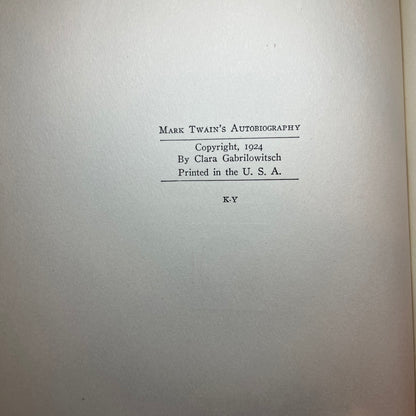 Mark Twain's Autobiography
Copyright, 1924
By Clara Gabrilowitsch
Printed in the U. S. A.
K-Y